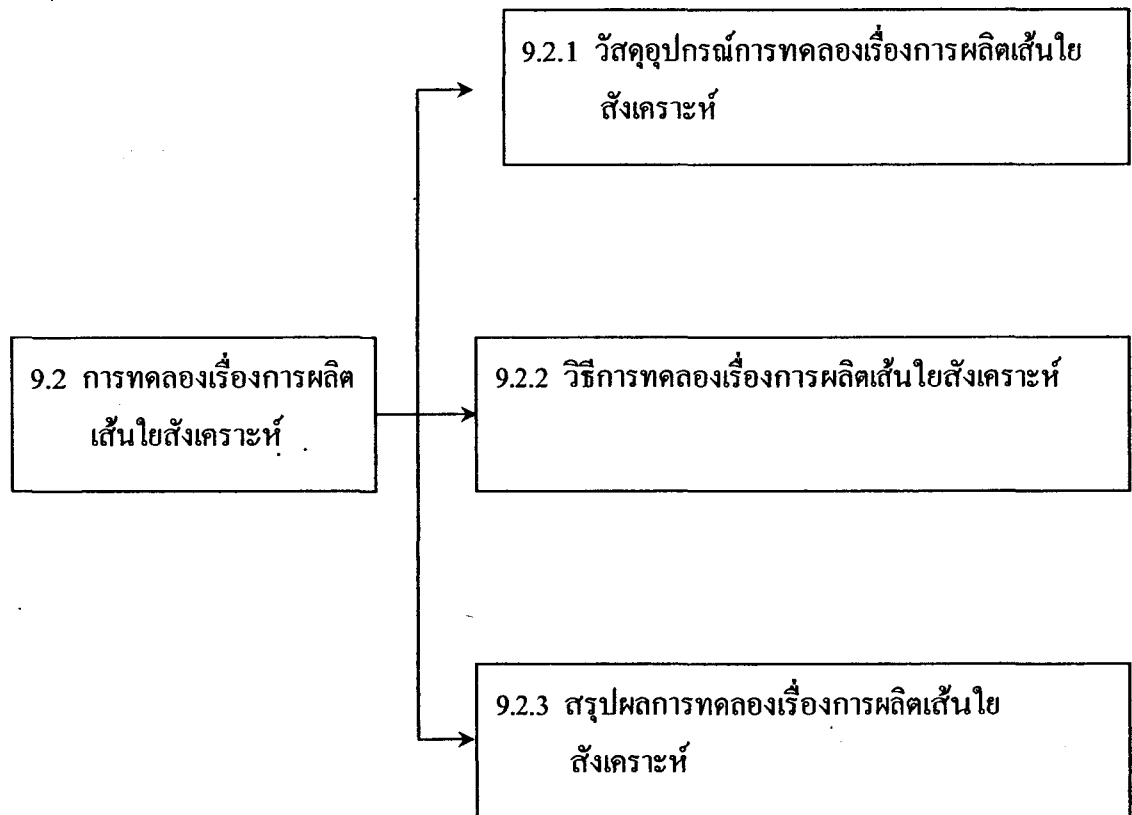 9.2.1 วัสดุอุปกรณ์การทดลองเรื่องการผลิตเส้นใย
สังเคราะห์
9.2 การทดลองเรื่องการผลิต
เส้นใยสังเคราะห์
9.2.2 วิธีการทดลองเรื่องการผลิตเส้นใยสังเคราะห์
9.2.3 สรุปผลการทดลองเรื่องการผลิตเส้นใย
สังเคราะห์